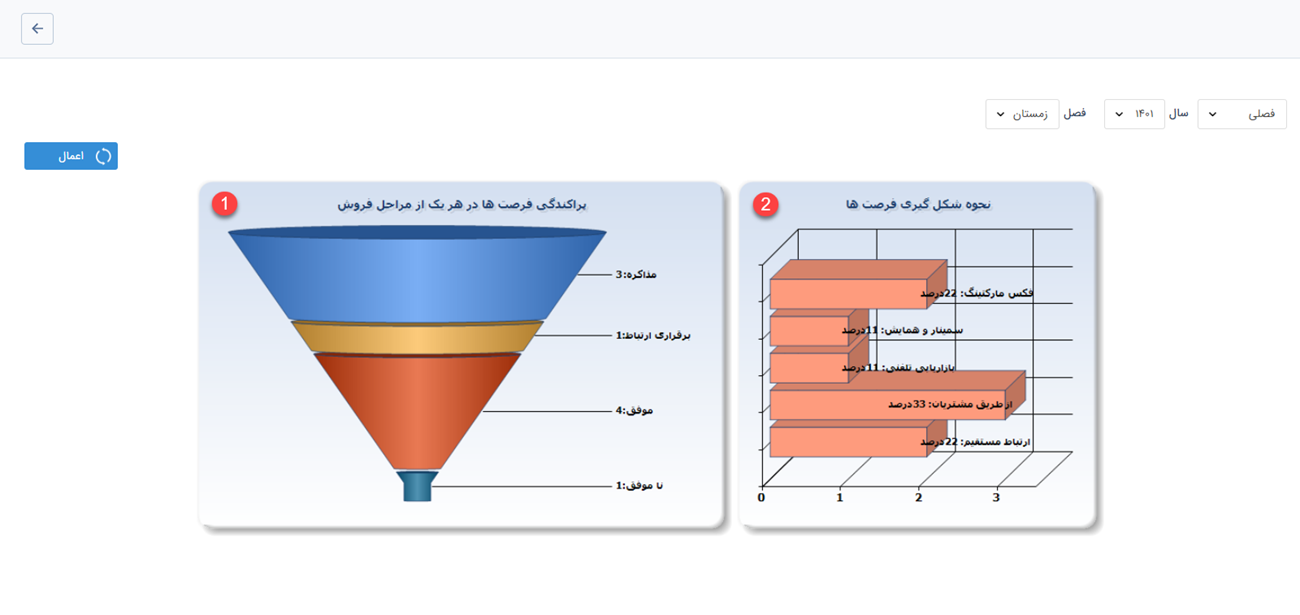 فصلی
سال
۱۴۰۱
فصل
زمستان
اعمال
2
نحوه شکل گیری فرصت ها
فکس مارکتینگ: 22درصد
سمینار و همایش: 11درصد
بازاریابی تلفنی: 11درصد
از طریق مشتریان: 33درصد
ارتباط مستقیم: 22درصد
0 1 2 3
1
پراکندگی فرصت ها در هر یک از مراحل فروش
مذاکره:3
برقراری ارتباط:1
موفق:4
نا موفق:1